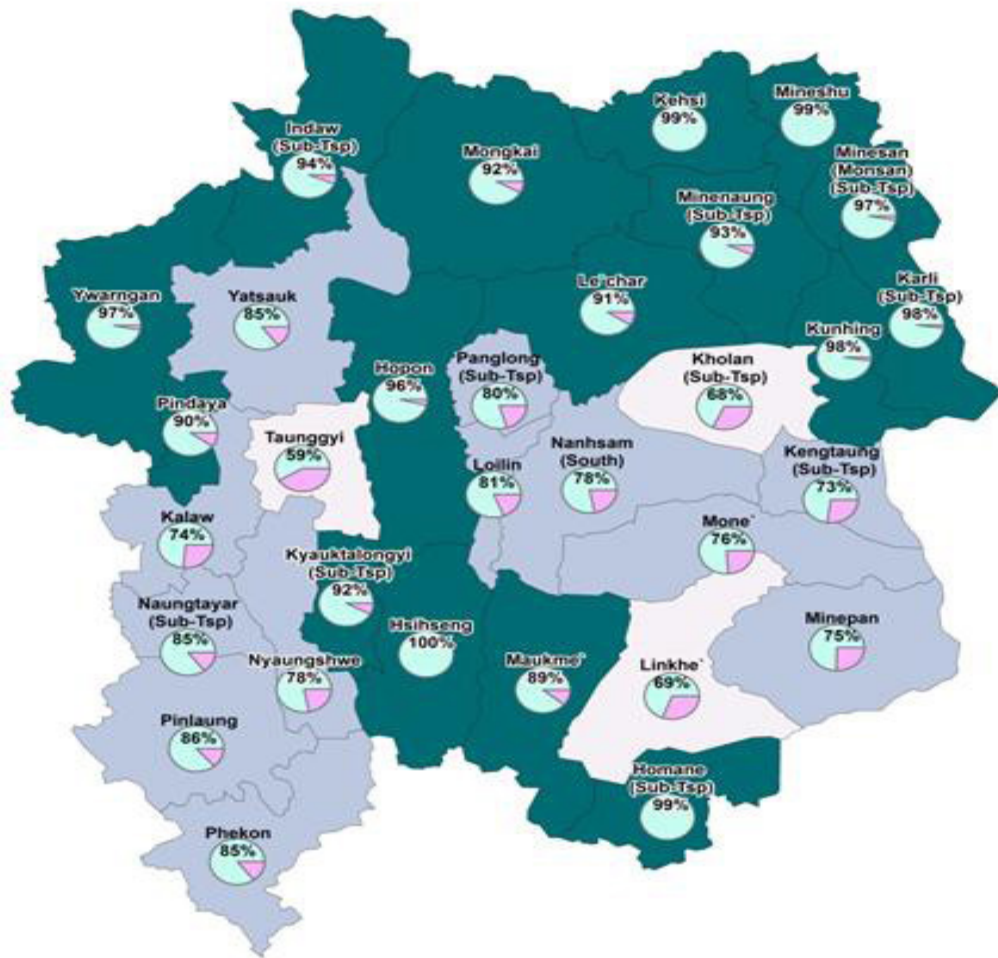 Kehsi
99%
Mineshu
99%
Indaw
(Sub-Tsp)
94%
Mongkai
92%
Minesan
(Monsan)
(Sub-Tsp)
97%
Minenaung
(Sub-Tsp)
93%
Ywarngan
97%
Yatsauk
85%
Le`char
91%
Karli
(Sub-Tsp)
98%
Kunhing
98%
Hopon
96%
Panglong
(Sub-Tsp)
80%
Kholan
(Sub-Tsp)
68%
Pindaya
90%
Taunggyi
59%
Loilin
81%
Nanhsam
(South)
78%
Kengtaung
(Sub-Tsp)
73%
Kalaw
74%
Mone`
76%
Kyauktalongyi
(Sub-Tsp)
92%
Naungtayar
(Sub-Tsp)
85%
Hsihseng
100%
Minepan
75%
Nyaungshwe
78%
Maukme`
89%
Linkhe`
69%
Pinlaung
86%
Homane
(Sub-Tsp)
99%
Phekon
85%